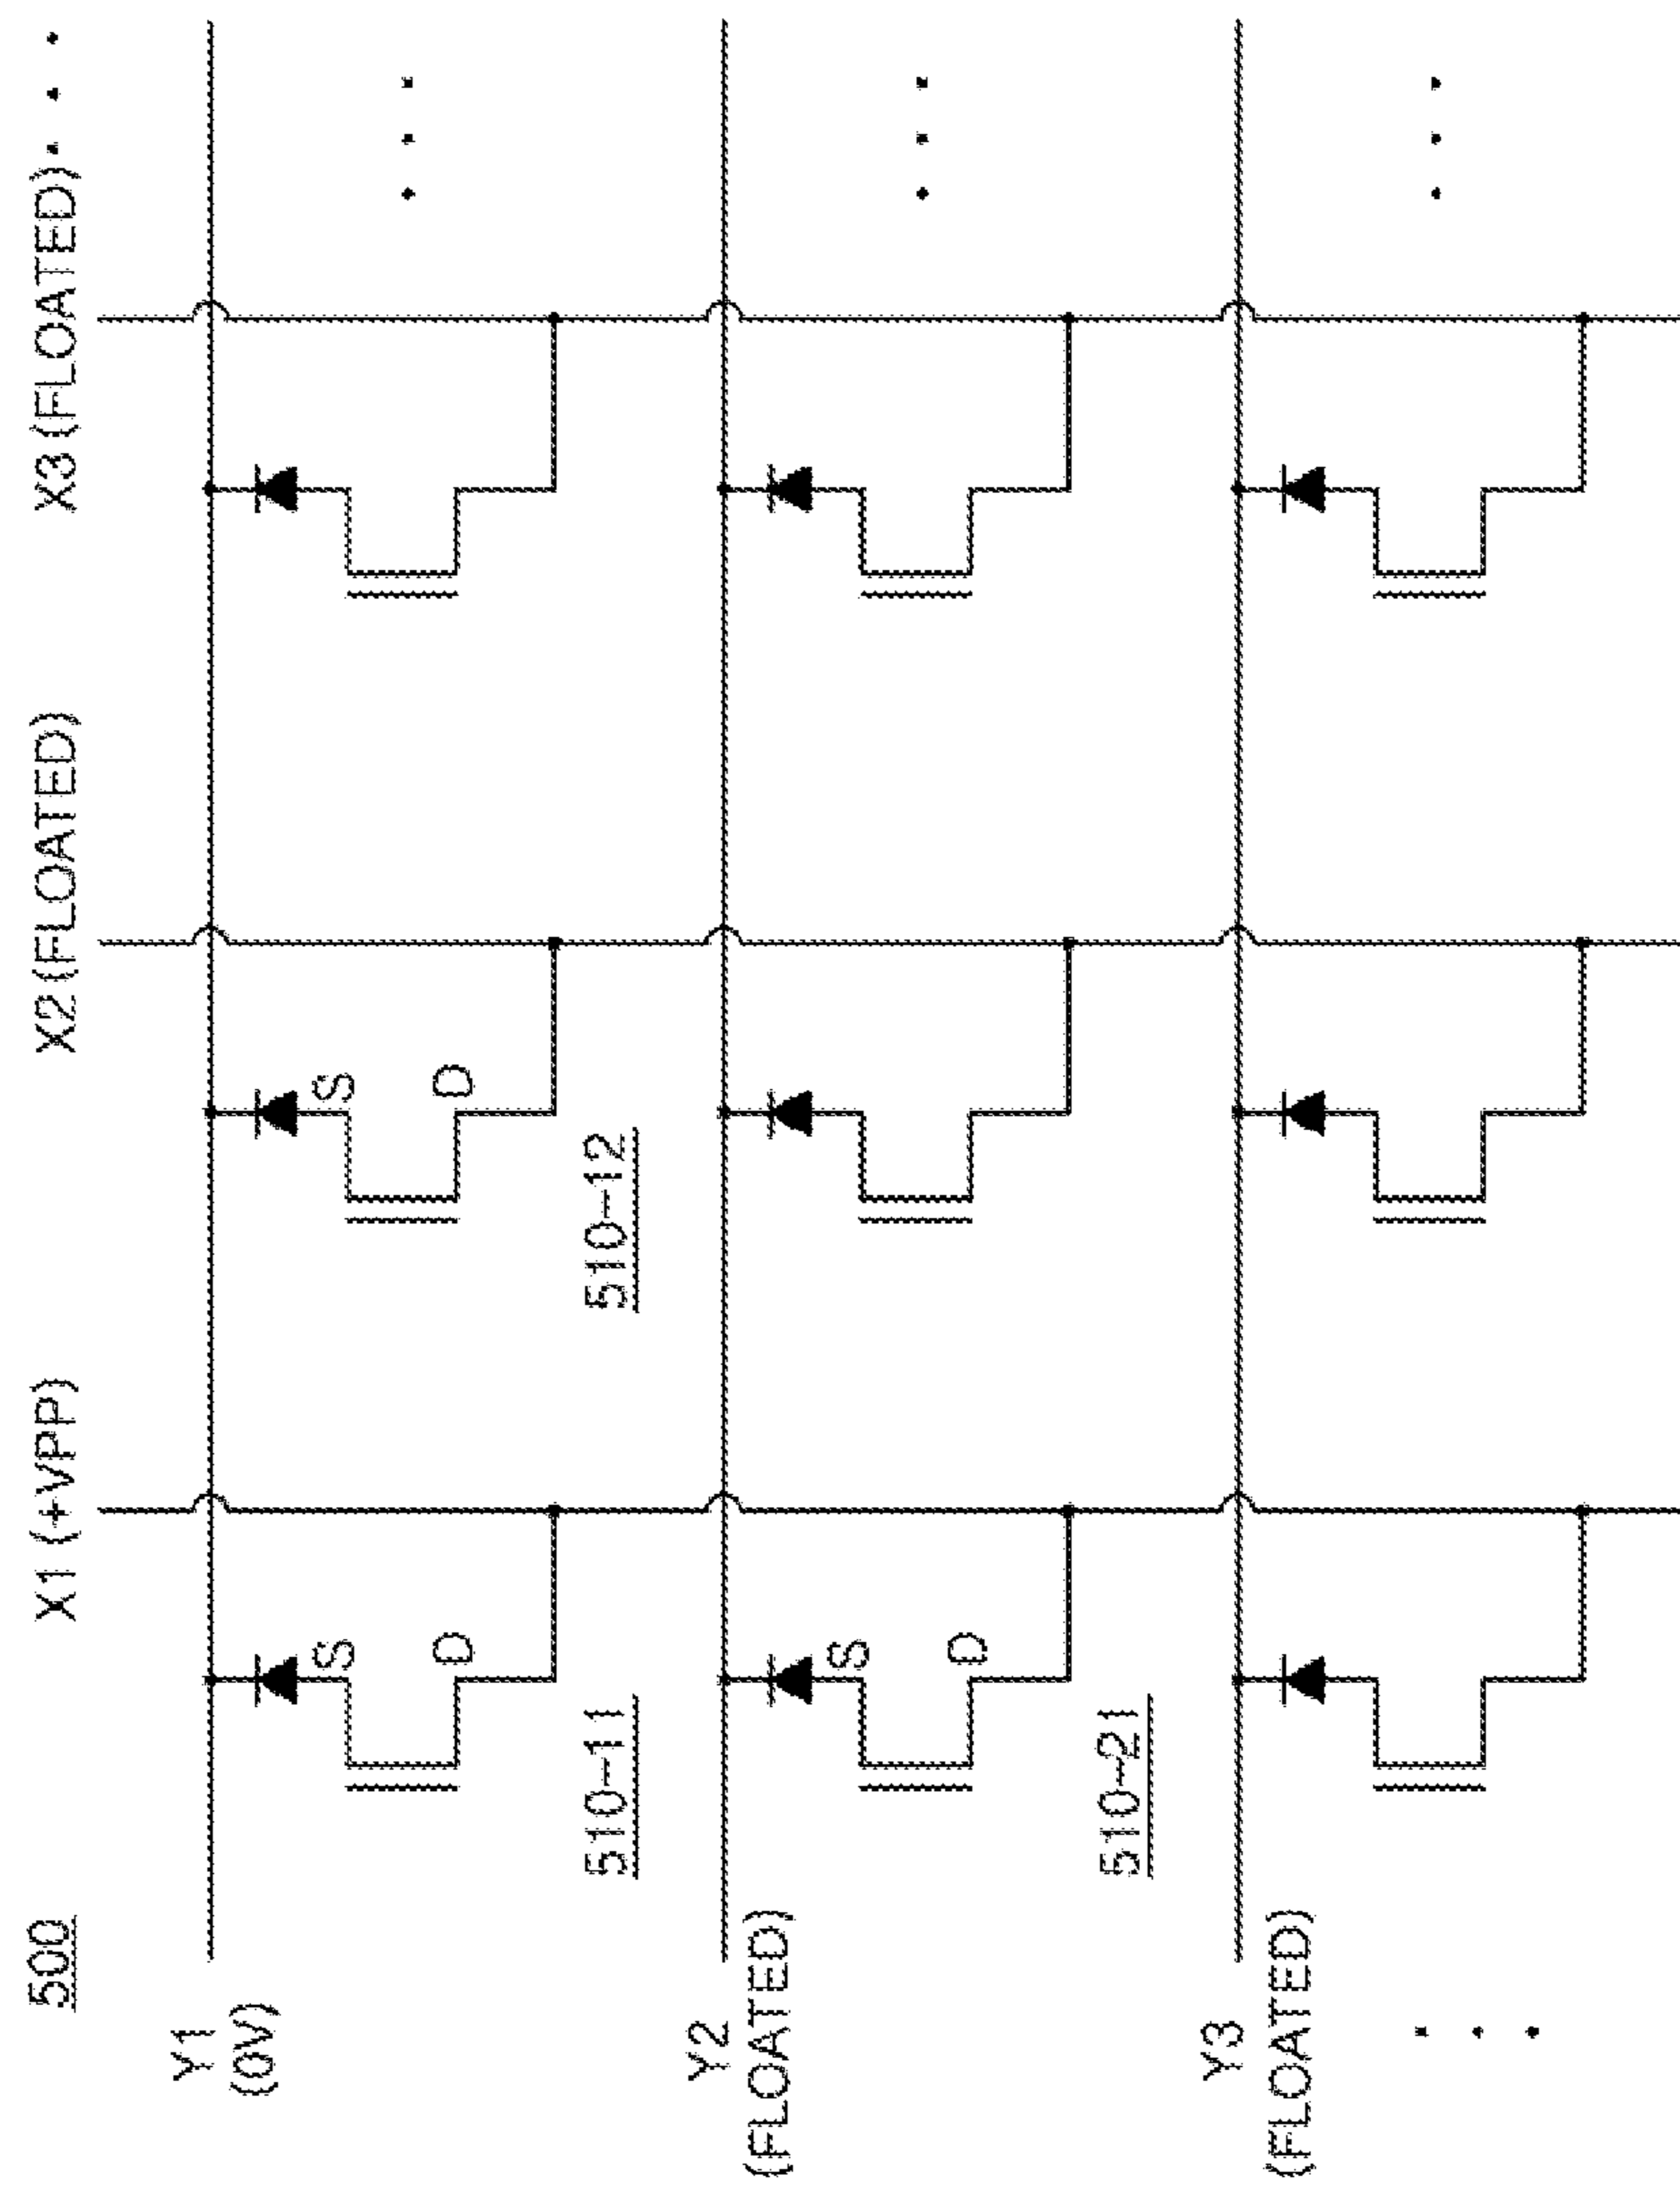 500
X1 (+VPP)
X2 (FLOATED)
X3 (FLOATED)
Y1
(0V)
S
D
S
D
510-11
510-12
Y2
(FLOATED)
S
D
510-21
Y3
(FLOATED)